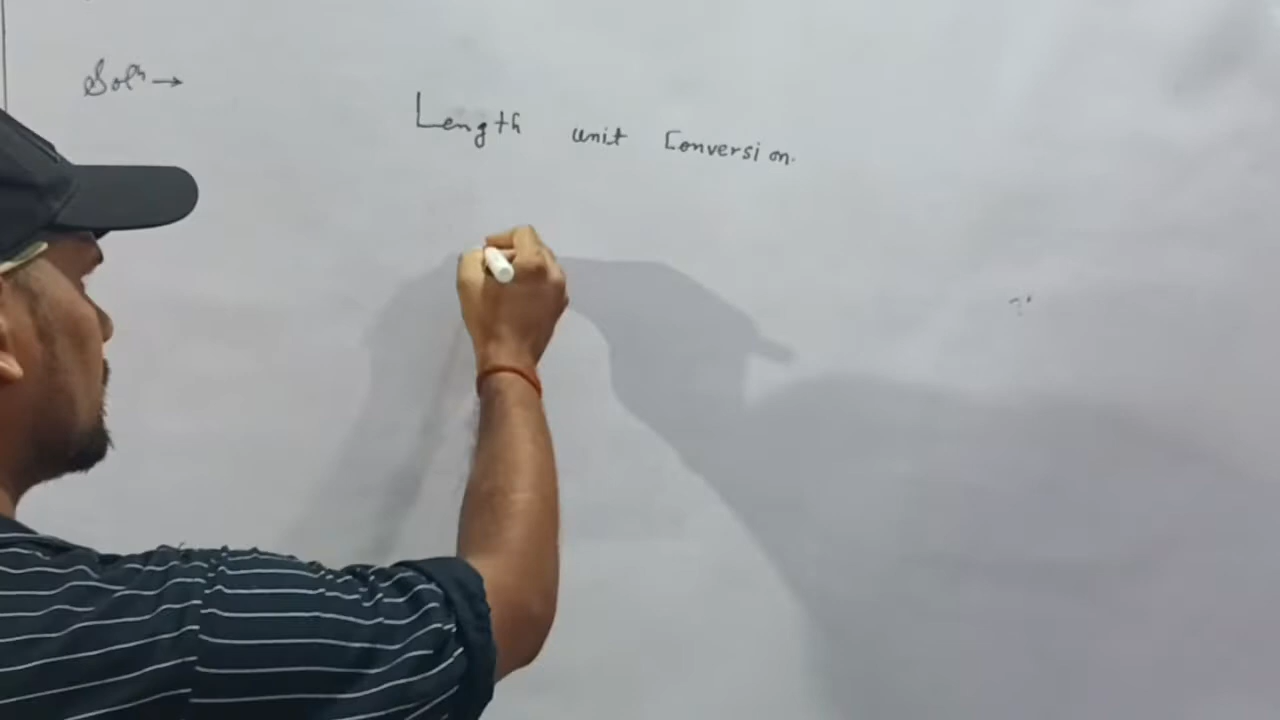 Solⁿ →
Length unit Conversion.